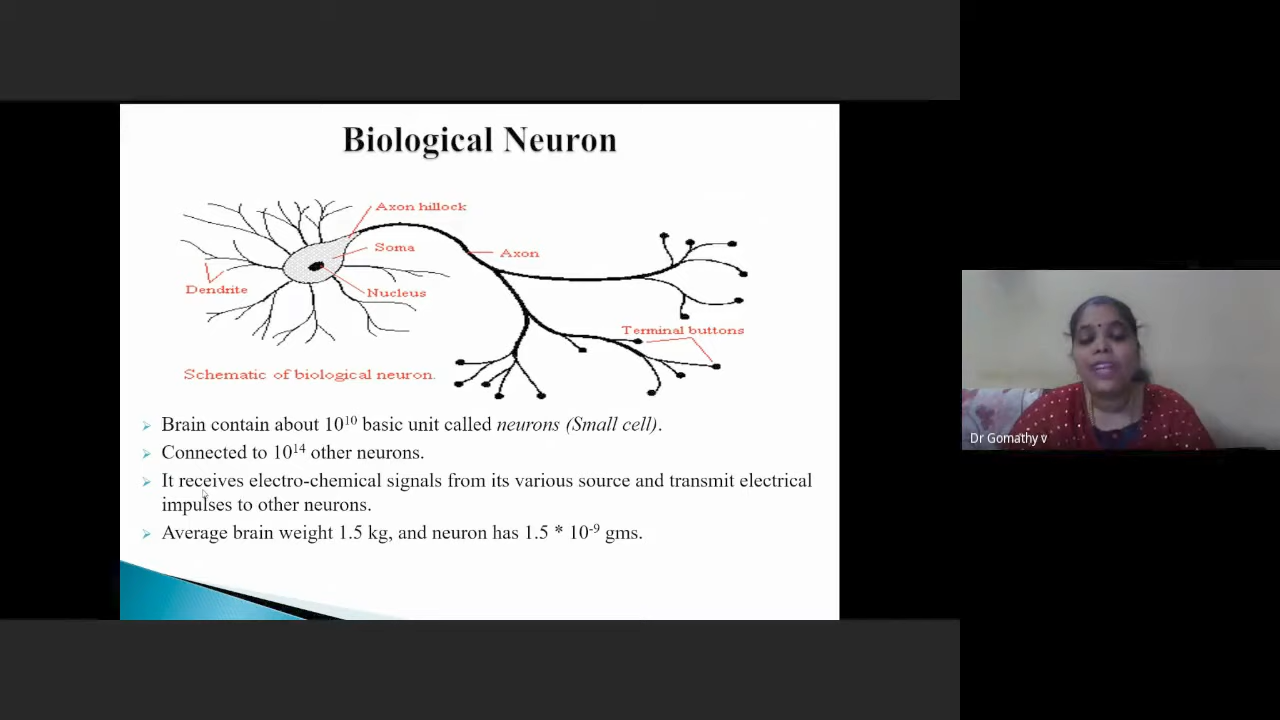 Biological Neuron
Axon hillock
Soma
Axon
Dendrite
Nucleus
Terminal buttons
Schematic of biological neuron.
Brain contain about 10¹⁰ basic unit called neurons (Small cell).
Connected to 10¹⁴ other neurons.
It receives electro-chemical signals from its various source and transmit electrical
impulses to other neurons.
Average brain weight 1.5 kg, and neuron has 1.5 * 10⁻⁹ gms.
Dr Gomathy v